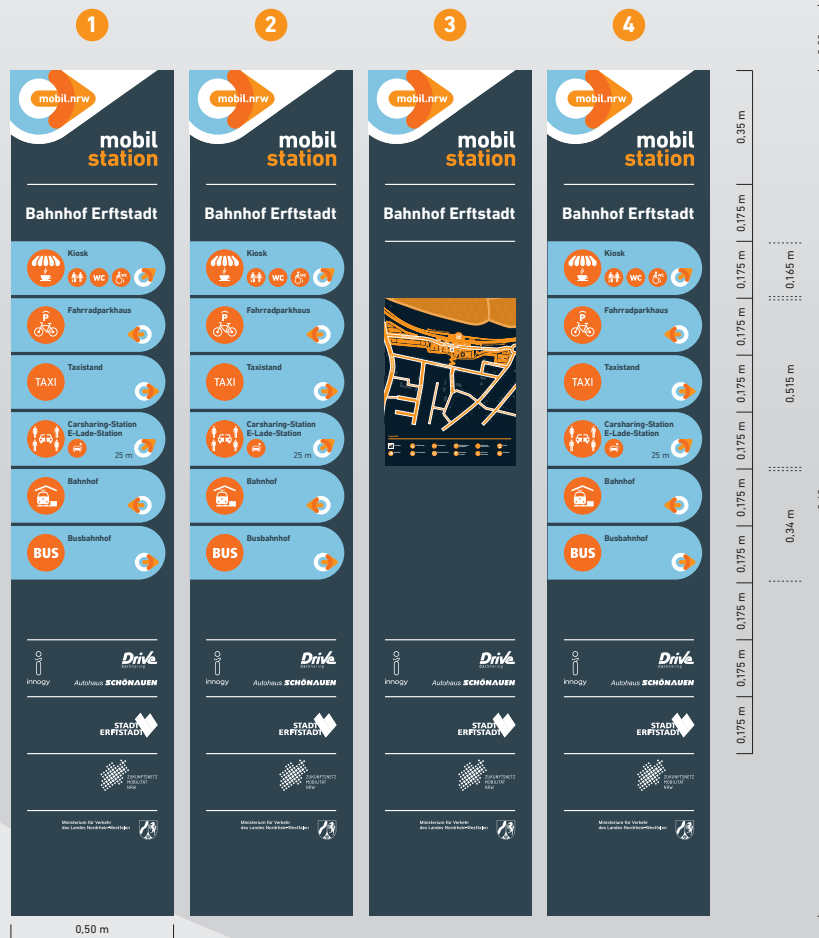 1
2
3
4
mobil.nrw
mobil
station
Bahnhof Erftstadt
Kiosk
WC
WC
P
Fahrradparkhaus
TAXI
Taxistand
Carsharing-Station
E-Lade-Station
25 m
Bahnhof
BUS
Busbahnhof
innogy
Drive
CarSharing
Autohaus SCHÖNAUEN
STADT
ERFTSTADT
ZUKUNFTSNETZ
MOBILITÄT
NRW
Ministerium für Verkehr
des Landes Nordrhein-Westfalen
mobil.nrw
mobil
station
Bahnhof Erftstadt
Kiosk
WC
WC
P
Fahrradparkhaus
TAXI
Taxistand
Carsharing-Station
E-Lade-Station
25 m
Bahnhof
BUS
Busbahnhof
innogy
Drive
CarSharing
Autohaus SCHÖNAUEN
STADT
ERFTSTADT
ZUKUNFTSNETZ
MOBILITÄT
NRW
Ministerium für Verkehr
des Landes Nordrhein-Westfalen
mobil.nrw
mobil
station
Bahnhof Erftstadt
innogy
Drive
CarSharing
Autohaus SCHÖNAUEN
STADT
ERFTSTADT
ZUKUNFTSNETZ
MOBILITÄT
NRW
Ministerium für Verkehr
des Landes Nordrhein-Westfalen
mobil.nrw
mobil
station
Bahnhof Erftstadt
Kiosk
WC
WC
P
Fahrradparkhaus
TAXI
Taxistand
Carsharing-Station
E-Lade-Station
25 m
Bahnhof
BUS
Busbahnhof
innogy
Drive
CarSharing
Autohaus SCHÖNAUEN
STADT
ERFTSTADT
ZUKUNFTSNETZ
MOBILITÄT
NRW
Ministerium für Verkehr
des Landes Nordrhein-Westfalen
0,35 m
0,175 m
0,175 m
0,175 m
0,175 m
0,175 m
0,175 m
0,175 m
0,175 m
0,175 m
0,175 m
0,165 m
0,515 m
0,34 m
0,50 m